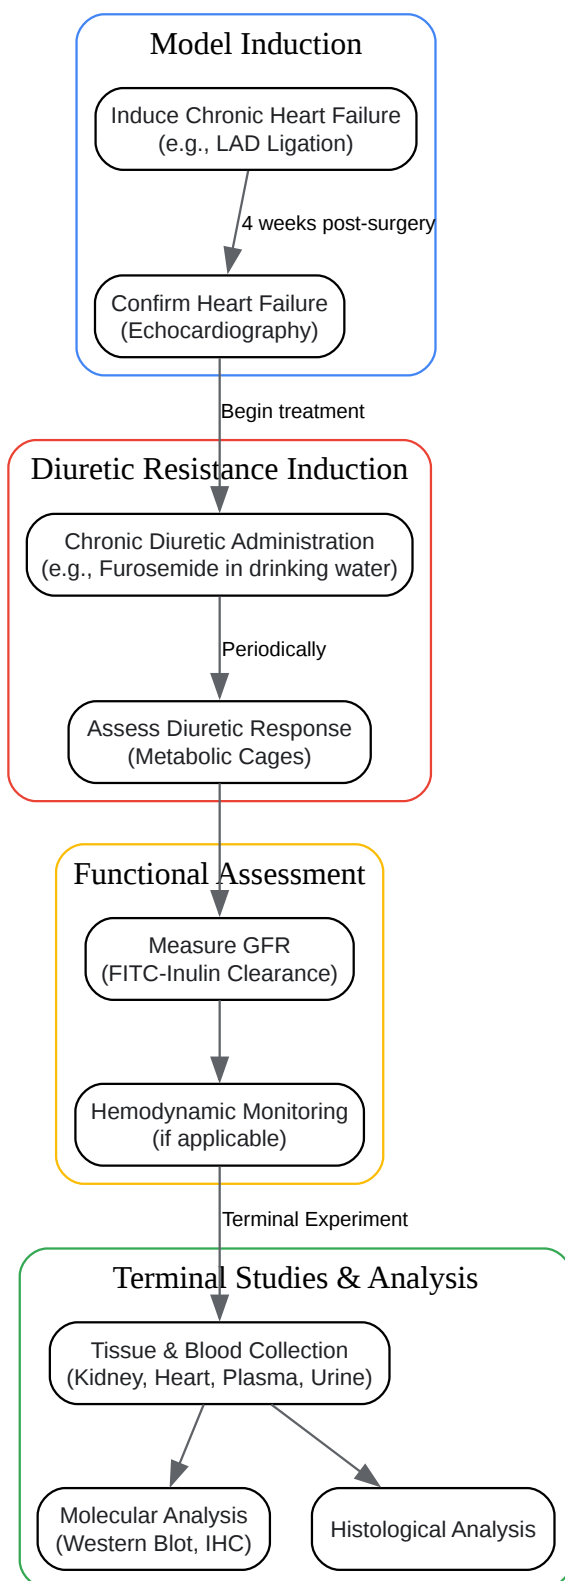 Model Induction
Induce Chronic Heart Failure
(e.g., LAD Ligation)
4 weeks post-surgery
Confirm Heart Failure
(Echocardiography)
Begin treatment
Diuretic Resistance Induction
Chronic Diuretic Administration
(e.g., Furosemide in drinking water)
Periodically
Assess Diuretic Response
(Metabolic Cages)
Functional Assessment
Measure GFR
(FITC-Inulin Clearance)
Hemodynamic Monitoring
(if applicable)
Terminal Experiment
Terminal Studies & Analysis
Tissue & Blood Collection
(Kidney, Heart, Plasma, Urine)
Molecular Analysis
(Western Blot, IHC)
Histological Analysis